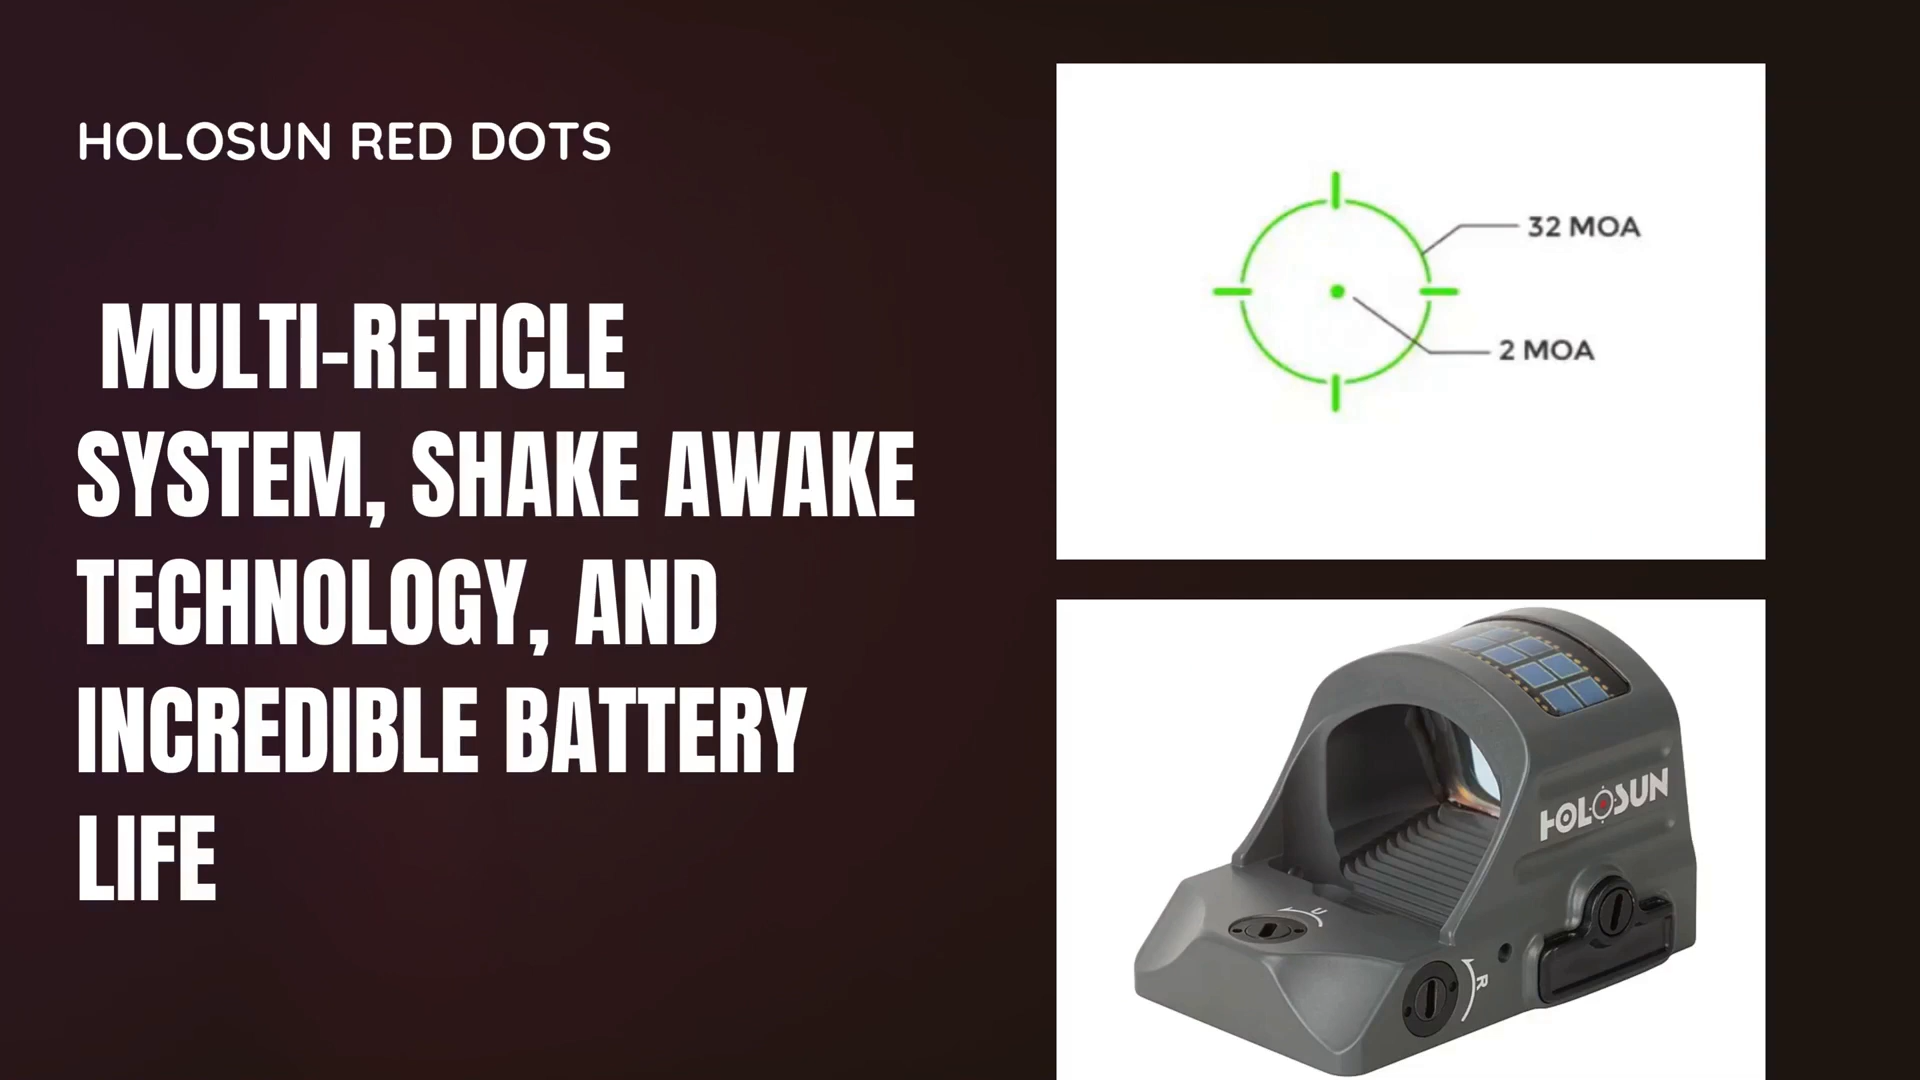 HOLOSUN RED DOTS
MULTI-RETICLE
SYSTEM, SHAKE AWAKE
TECHNOLOGY, AND
INCREDIBLE BATTERY
LIFE
32 MOA
2 MOA
HOLOSUN
U
R